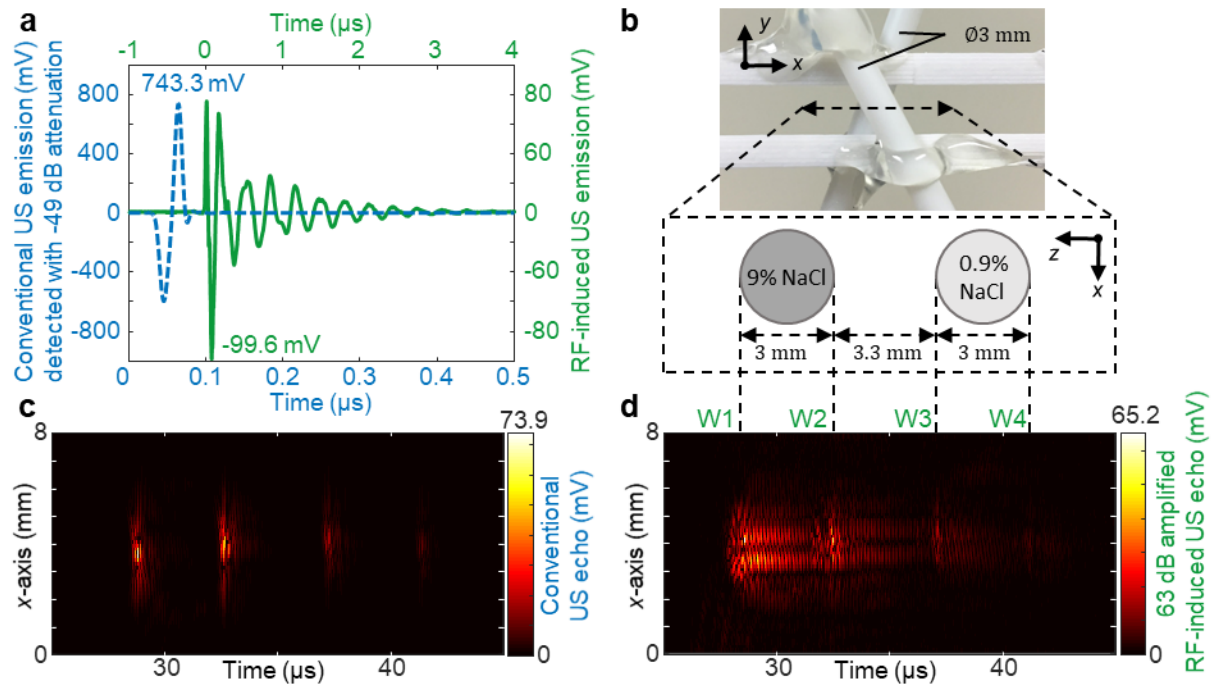 a
Time (µs)
-1 0 1 2 3 4
Conventional US emission (mV)
detected with -49 dB attenuation
800
400
0
-400
-800
743.3 mV
-99.6 mV
80
60
0
-60
-80
RF-induced US emission (mV)
0 0.1 0.2 0.3 0.4 0.5
Time (µs)
b
y
x
Ø3 mm
9% NaCl
0.9%
NaCl
z
x
3 mm
3.3 mm
3 mm
c
8
0
x-axis (mm)
30 Time (µs) 40
73.9
0
Conventional
US echo (mV)
d
W1 W2 W3 W4
8
0
x-axis (mm)
30 Time (µs) 40
65.2
0
63 dB amplified
RF-induced US echo (mV)